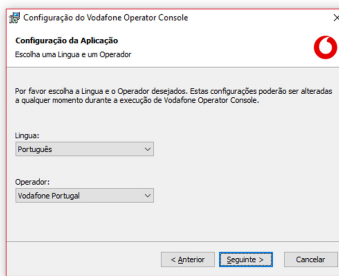 Configuração do Vodafone Operator Console
Configuração da Aplicação
Escolha uma Lingua e um Operador
Por favor escolha a Lingua e o Operador desejados. Estas configurações poderão ser alteradas
a qualquer momento durante a execução de Vodafone Operator Console.
Lingua:
Português
Operador:
Vodafone Portugal
< Anterior Seguinte > Cancelar